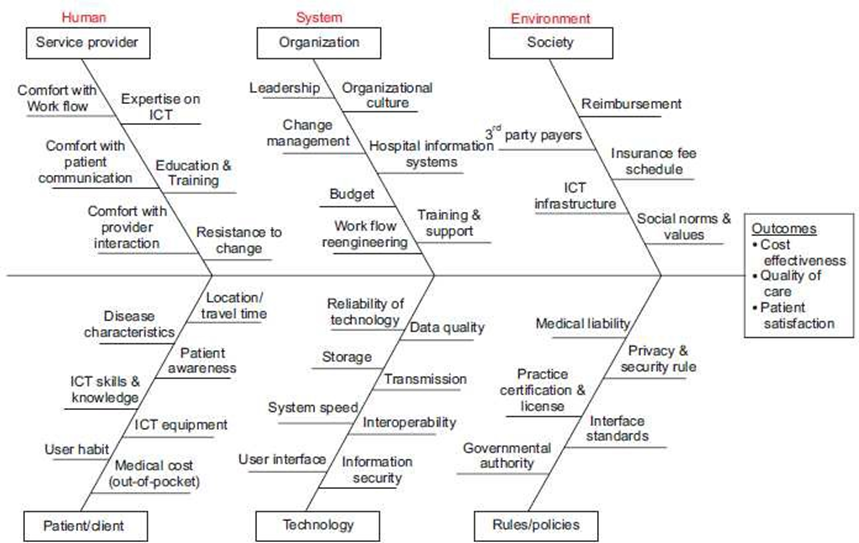 Human
System
Environment
Service provider
Organization
Society
Comfort with
Work flow
Expertise on
ICT
Comfort with
patient
communication
Education &
Training
Comfort with
provider
interaction
Resistance to
change
Leadership
Organizational
culture
Change
management
Hospital information
systems
Budget
Work flow
reengineering
Training &
support
Reimbursement
3rd party payers
Insurance fee
schedule
ICT
infrastructure
Social norms &
values
Outcomes
• Cost
effectiveness
• Quality of
care
• Patient
satisfaction
Location/
travel time
Disease
characteristics
Patient
awareness
ICT skills &
knowledge
ICT equipment
User habit
Medical cost
(out-of-pocket)
Reliability of
technology
Data quality
Storage
Transmission
System speed
Interoperability
User interface
Information
security
Medical liability
Privacy &
security rule
Practice
certification &
license
Interface
standards
Governmental
authority
Patient/client
Technology
Rules/policies